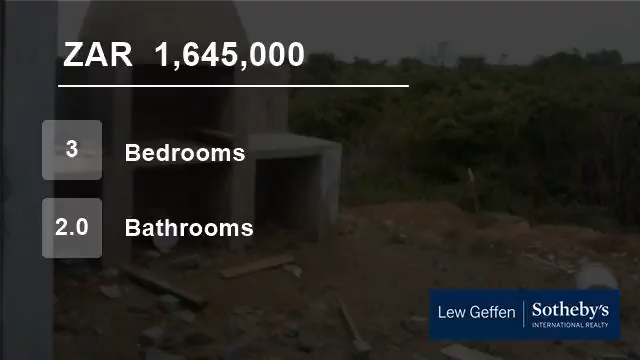 ZAR 1,645,000
3 Bedrooms
2.0 Bathrooms
Lew Geffen Sotheby's
INTERNATIONAL REALTY